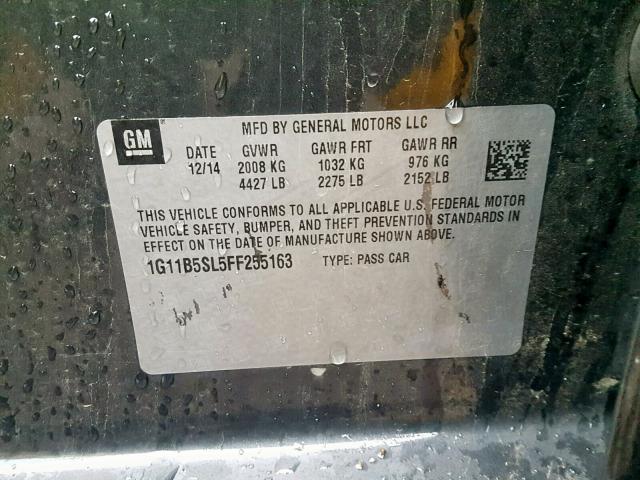 GM
MFD BY GENERAL MOTORS LLC
DATE GVWR GAWR FRT GAWR RR
12/14 2008 KG 1032 KG 976 KG
4427 LB 2275 LB 2152 LB
THIS VEHICLE CONFORMS TO ALL APPLICABLE U.S. FEDERAL MOTOR
VEHICLE SAFETY, BUMPER, AND THEFT PREVENTION STANDARDS IN
EFFECT ON THE DATE OF MANUFACTURE SHOWN ABOVE.
1G11B5SL5FF255163 TYPE: PASS CAR